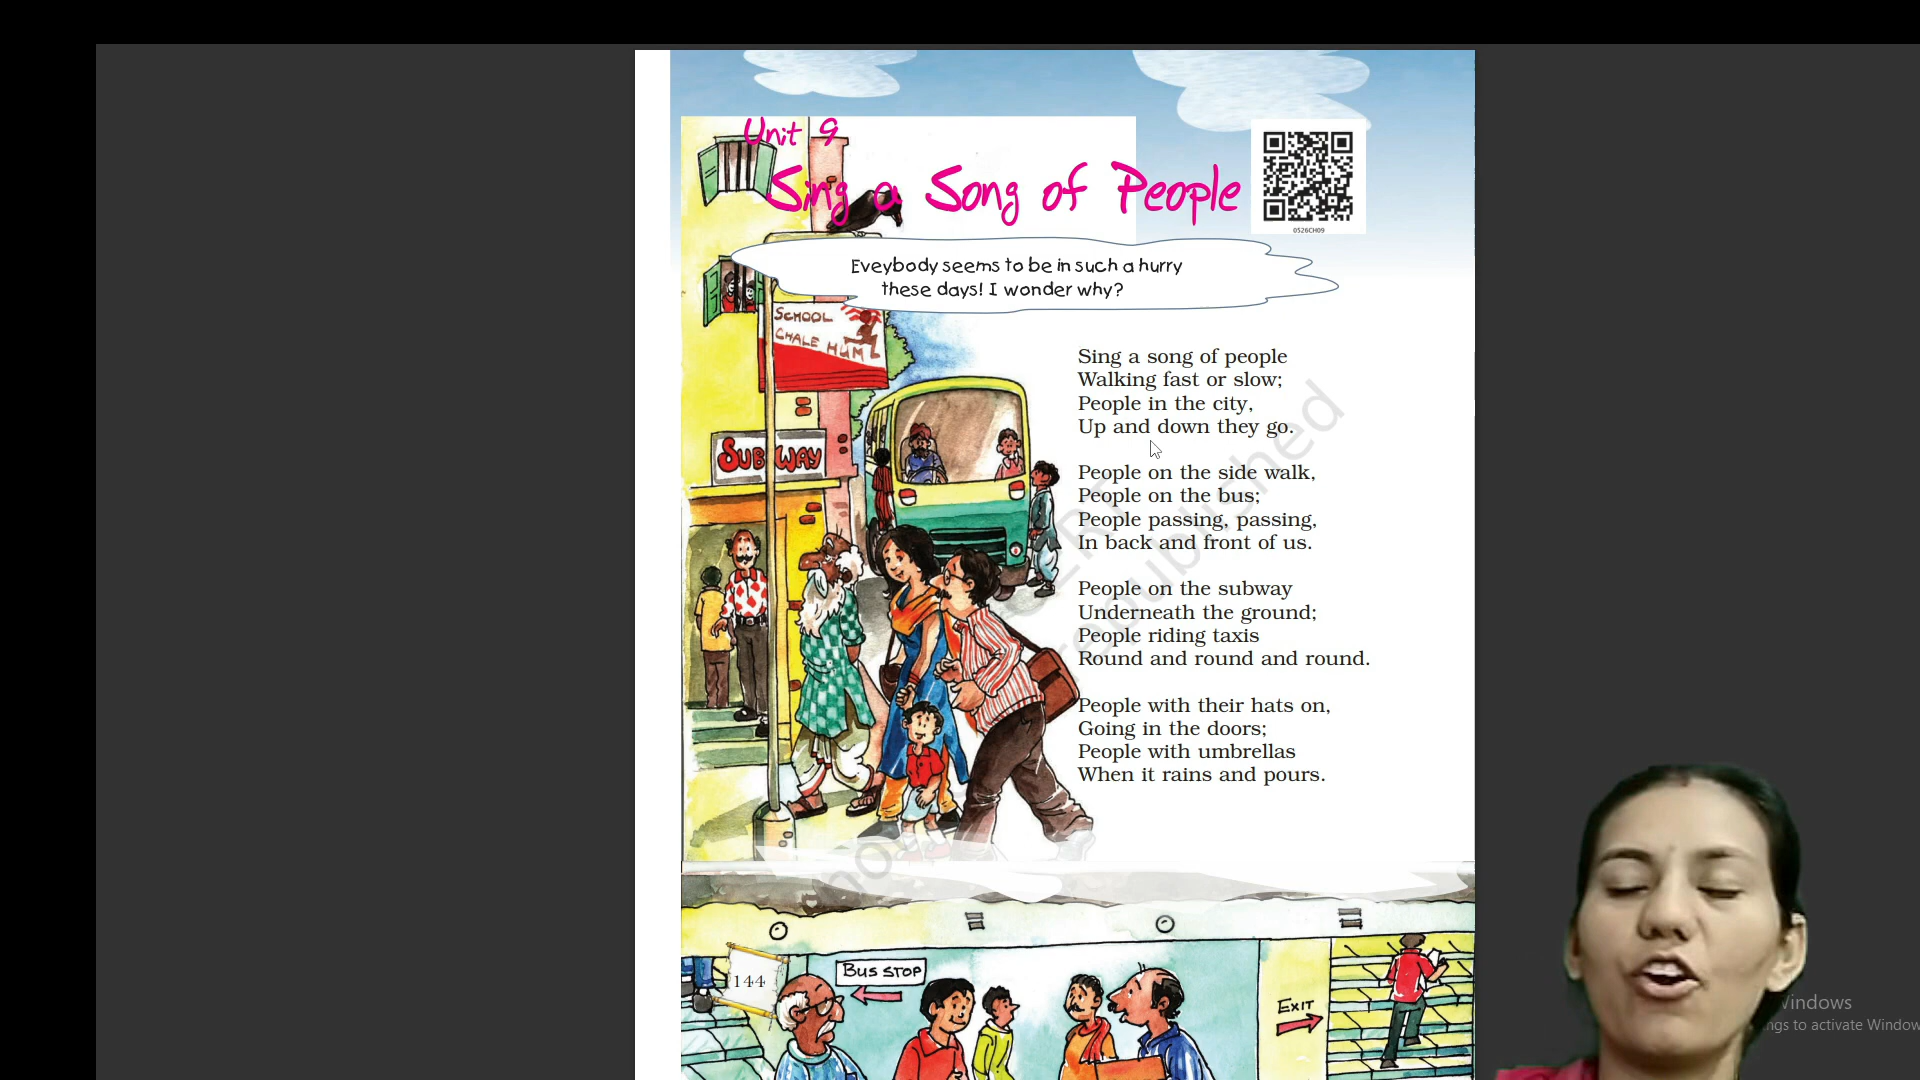 Unit 9
Sing a Song of People
0526CH09
Eveybody seems to be in such a hurry
these days! I wonder why?
SCHOOL
CHALE HUM
SUBWAY
Sing a song of people
Walking fast or slow;
People in the city,
Up and down they go.
People on the side walk,
People on the bus;
People passing, passing,
In back and front of us.
People on the subway
Underneath the ground;
People riding taxis
Round and round and round.
People with their hats on,
Going in the doors;
People with umbrellas
When it rains and pours.
republished
144
BUS STOP
EXIT
Windows
to activate Window